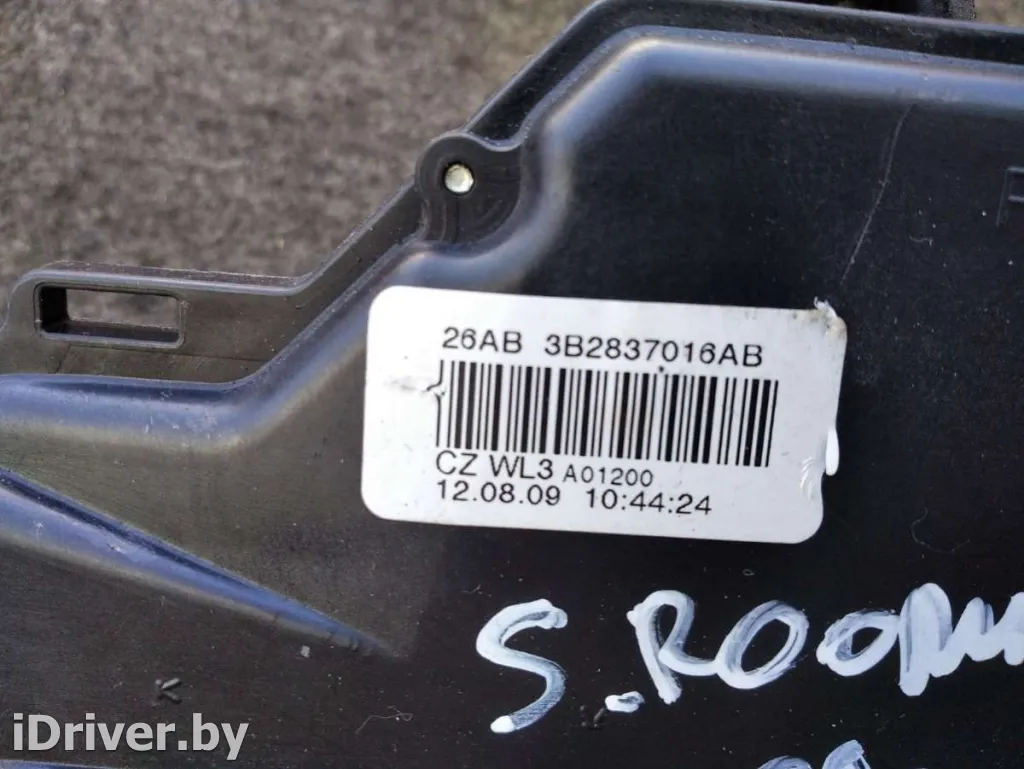 26AB 3B2837016AB
CZ WL3 A01200
12.08.09 10:44:24
S.ROOM
iDriver.by